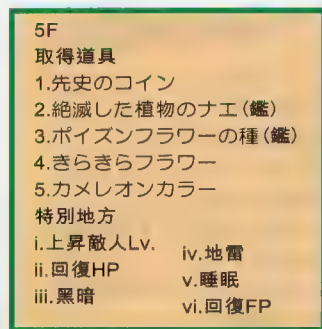 5F
取得道具
1.先史のコイン
2.絶滅した植物のナエ(鑑)
3.ポイズンフラワーの種(鑑)
4.きらきらフラワー
5.カメレオンカラー
特別地方
i.上昇敵人Lv.
ii.回復HP
iii.黑暗
iv.地雷
v.睡眠
vi.回復FP